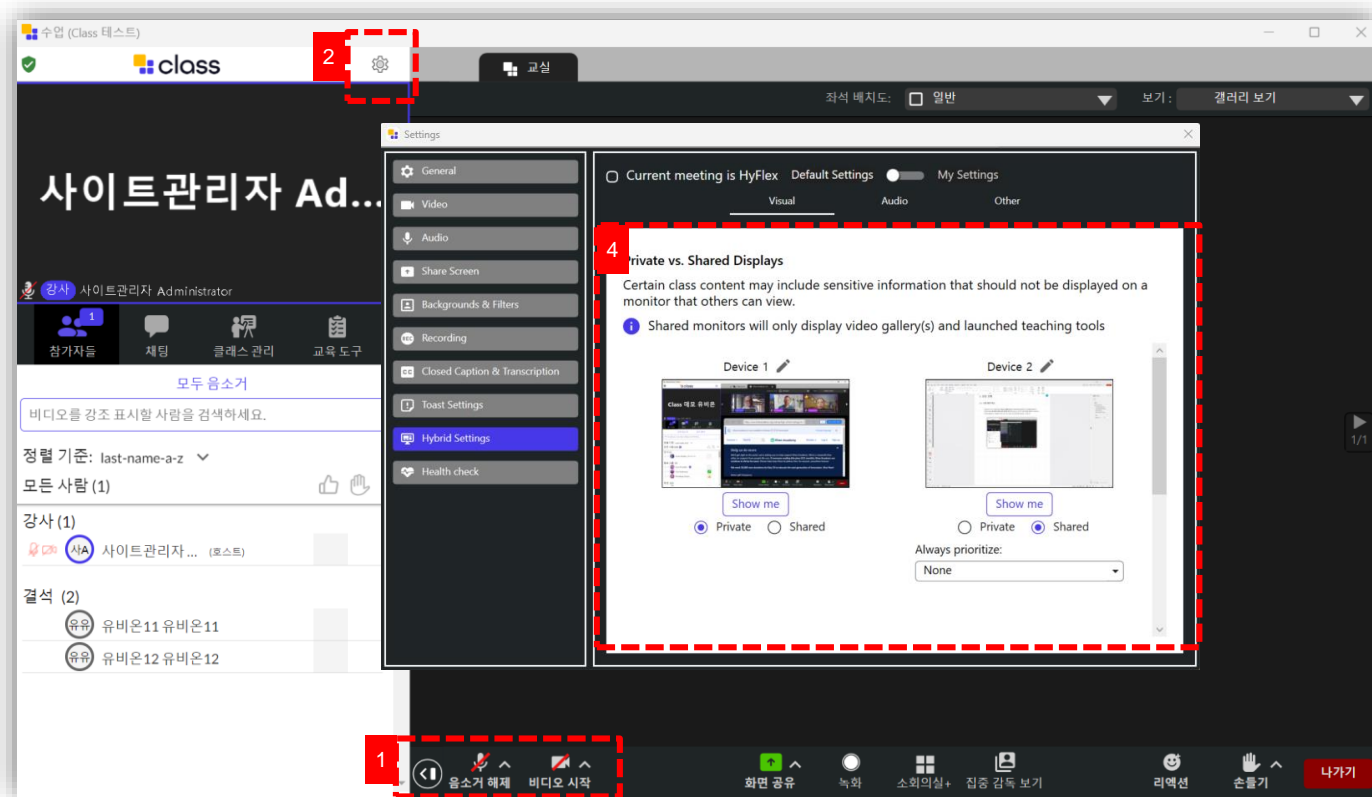 수업 (Class 테스트)
2
class
교실
좌석 배치도: 일반
보기 : 갤러리 보기
사이트관리자 Ad...
강사 사이트관리자 Administrator
1
참가자들
채팅
클래스 관리
교육 도구
모두 음소거
비디오를 강조 표시할 사람을 검색하세요.
정렬 기준: last-name-a-z
모든 사람 (1)
강사 (1)
사A 사이트관리자 ... (호스트)
결석 (2)
유유 유비온11 유비온11
유유 유비온12 유비온12
Settings
General
Video
Audio
Share Screen
Backgrounds & Filters
Recording
Closed Caption & Transcription
Toast Settings
Hybrid Settings
Health check
Current meeting is HyFlex Default Settings My Settings
Visual Audio Other
4
Private vs. Shared Displays
Certain class content may include sensitive information that should not be displayed on a
monitor that others can view.
Shared monitors will only display video gallery(s) and launched teaching tools
Device 1
Class 데모 유비온
Show me
Private Shared
Device 2
Show me
Private Shared
Always prioritize:
None
1/1
1
음소거 해제
비디오 시작
화면 공유
녹화
소회의실+
집중 감독 보기
리액션
손들기
나가기